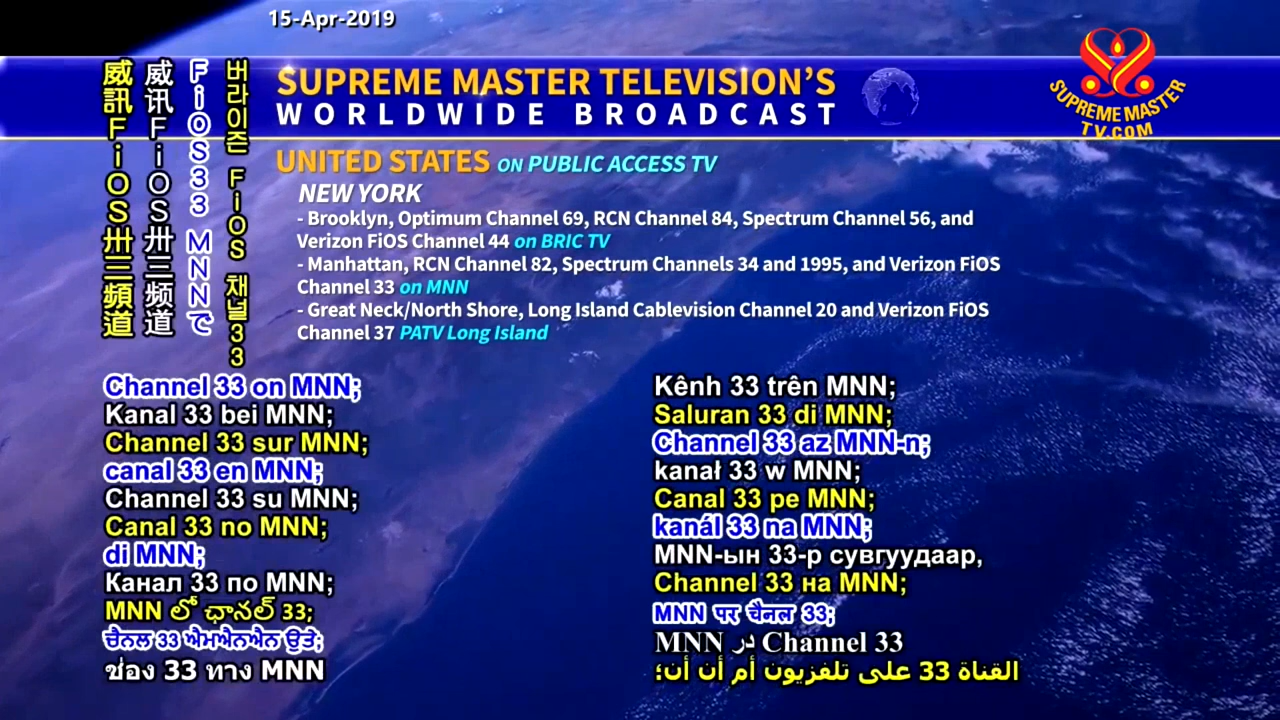 15-Apr-2019
SUPREME MASTER TELEVISION'S
WORLDWIDE BROADCAST
SUPREME MASTER
TV.COM
威訊FiOS卅三頻道
威讯FiOS卅三频道
FiOS33 MNNで
버라이즌 FiOS 채널33
UNITED STATES ON PUBLIC ACCESS TV
NEW YORK
- Brooklyn, Optimum Channel 69, RCN Channel 84, Spectrum Channel 56, and
Verizon FiOS Channel 44 on BRIC TV
- Manhattan, RCN Channel 82, Spectrum Channels 34 and 1995, and Verizon FiOS
Channel 33 on MNN
- Great Neck/North Shore, Long Island Cablevision Channel 20 and Verizon FiOS
Channel 37 PATV Long Island
Channel 33 on MNN;
Kanal 33 bei MNN;
Channel 33 sur MNN;
canal 33 en MNN;
Channel 33 su MNN;
Canal 33 no MNN;
di MNN;
Канал 33 по MNN;
MNN లో ఛానల్ 33;
ਚੈਨਲ 33 ਐਮਐਨਐਨ ਉਤੇ;
ช่อง 33 ทาง MNN
Kênh 33 trên MNN;
Saluran 33 di MNN;
Channel 33 az MNN-n;
kanał 33 w MNN;
Canal 33 pe MNN;
kanál 33 na MNN;
MNN-ын 33-р сувгуудаар,
Channel 33 на MNN;
MNN पर चैनल 33;
MNN در Channel 33
القناة 33 على تلفزيون أم أن أن؛